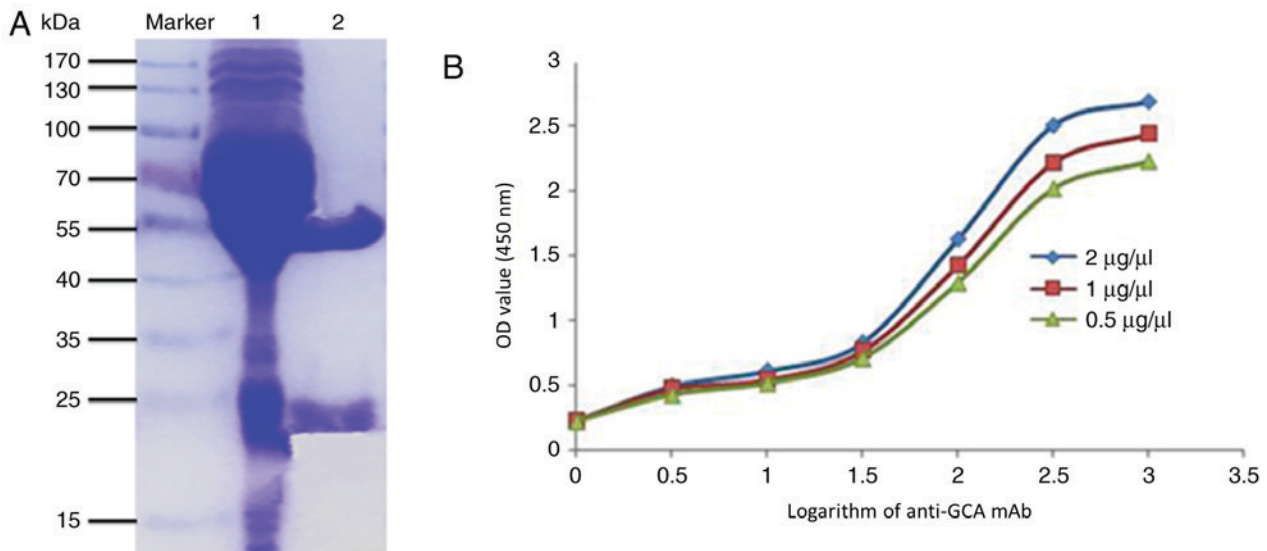 A
kDa Marker 1 2
170
130
100
70
55
40
35
25
15
B
OD value (450 nm)
3
2.5
2
1.5
1
0.5
0
0 0.5 1 1.5 2 2.5 3 3.5
Logarithm of anti-GCA mAb
2 µg/µl
1 µg/µl
0.5 µg/µl